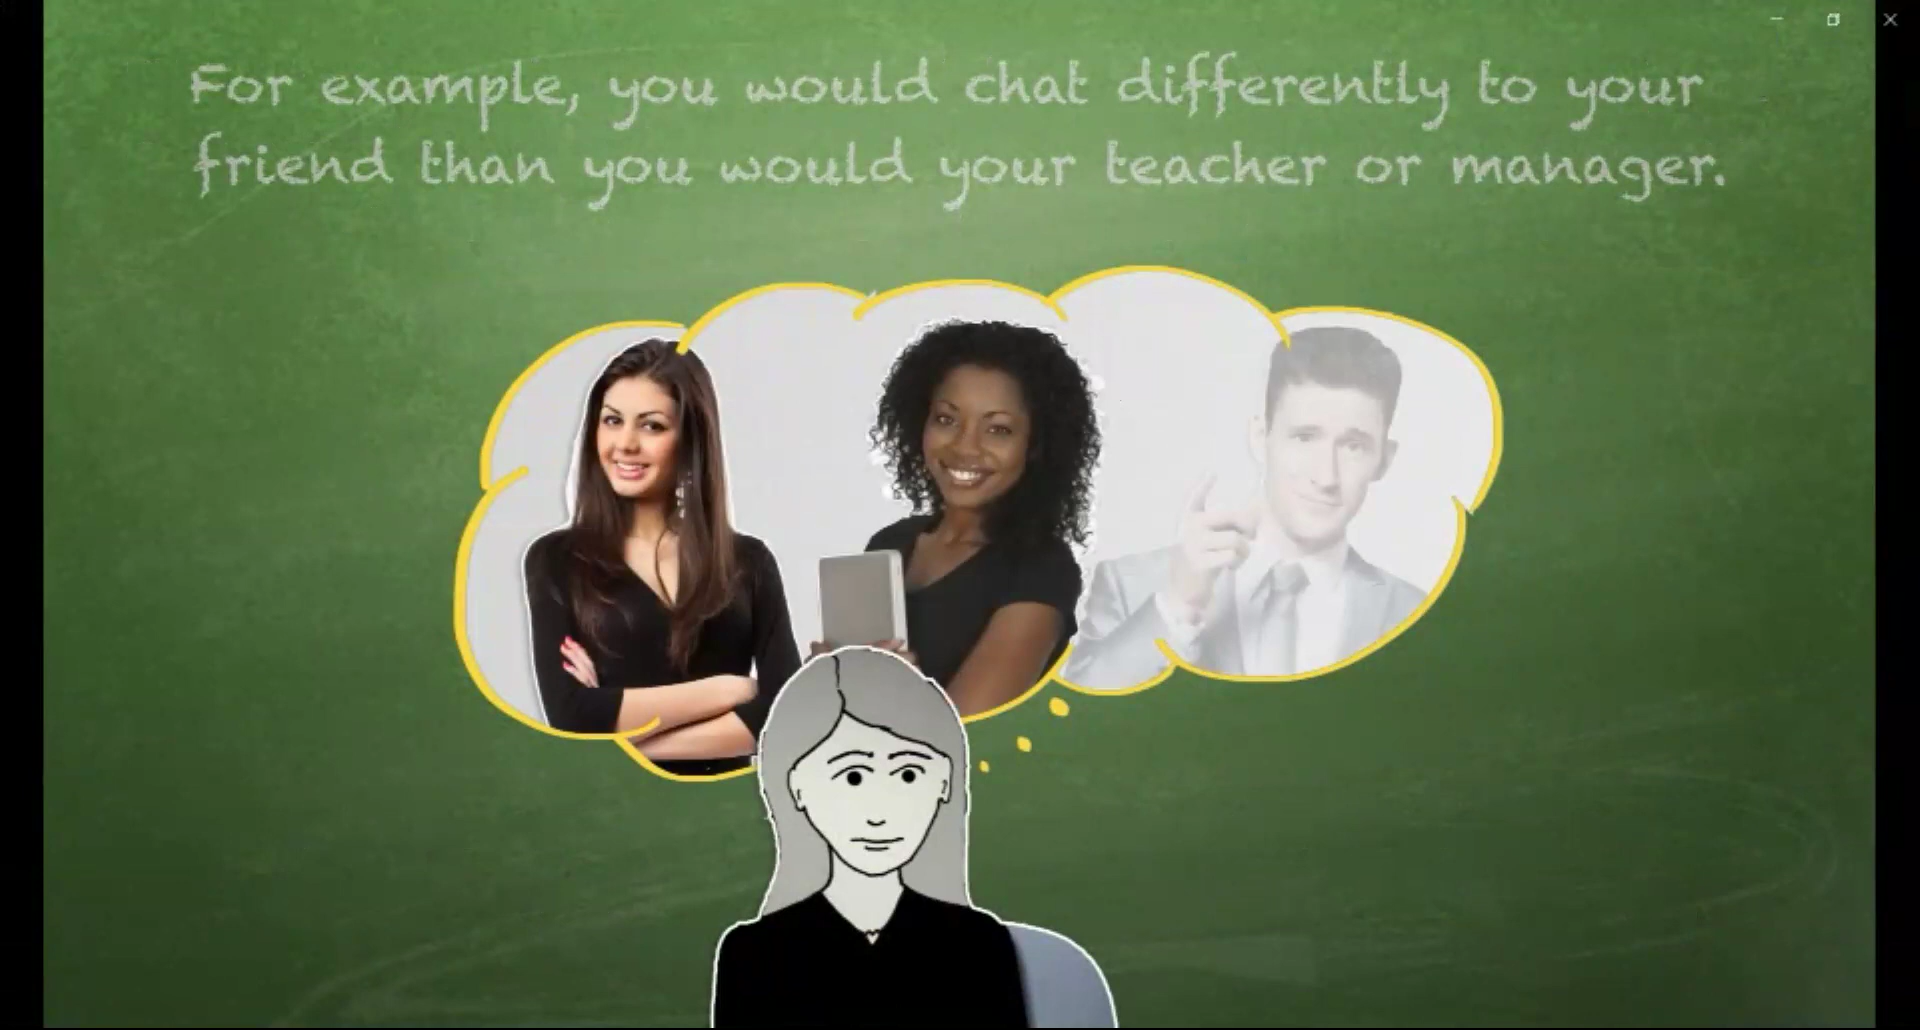 For example, you would chat differently to your
friend than you would your teacher or manager.